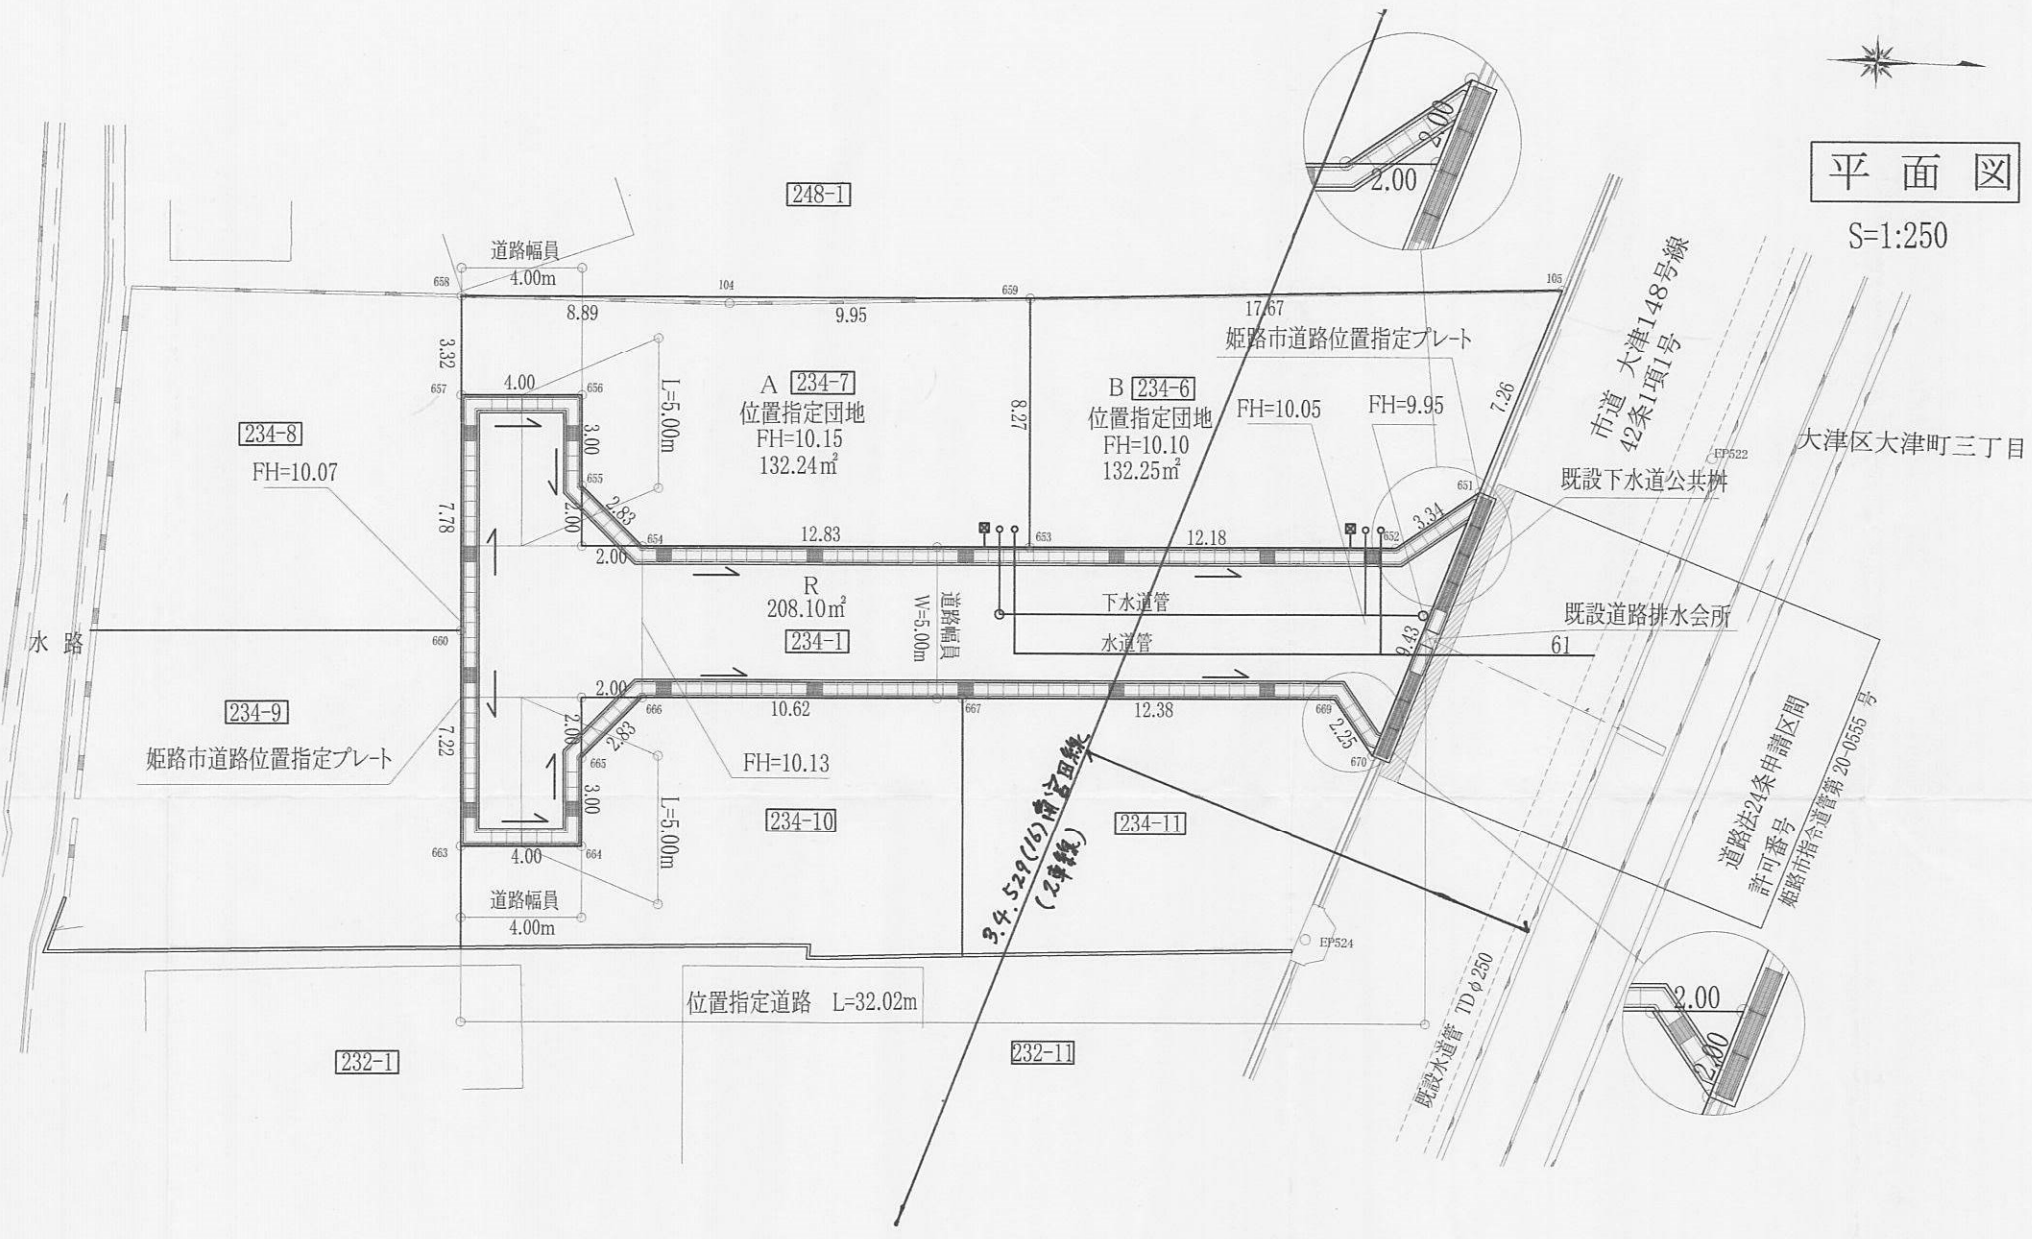 平面図
S=1:250
248-1
道路幅員
4.00m
658
104
659
105
8.89
9.95
17.67
姫路市道路位置指定プレート
3.32
657
4.00
656
3.00
L=5.00m
655
2.83
2.00
2.00
654
A 234-7
位置指定団地
FH=10.15
132.24㎡
8.27
B 234-6
位置指定団地
FH=10.10
132.25㎡
FH=10.05
FH=9.95
7.26
2.00
2.00
市道 大津148号線
42条1項1号
EP522
大津区大津町三丁目
既設下水道公共桝
651
3.34
652
12.83
653
12.18
234-8
FH=10.07
7.78
R
208.10㎡
234-1
道路幅員
W=5.00m
下水道管
水道管
9.43
既設道路排水会所
61
水路
660
234-9
姫路市道路位置指定プレート
7.22
2.00
2.00
2.83
666
665
3.00
L=5.00m
10.62
667
12.38
669
2.25
670
FH=10.13
234-10
234-11
663
4.00
664
道路幅員
4.00m
3.4.529(16)南宮田線
(2車線)
EP524
道路法24条申請区間
許可番号
姫路市指令道管第 20-0555 号
位置指定道路 L=32.02m
既設水道管 TDφ250
2.00
2.00
232-1
232-11